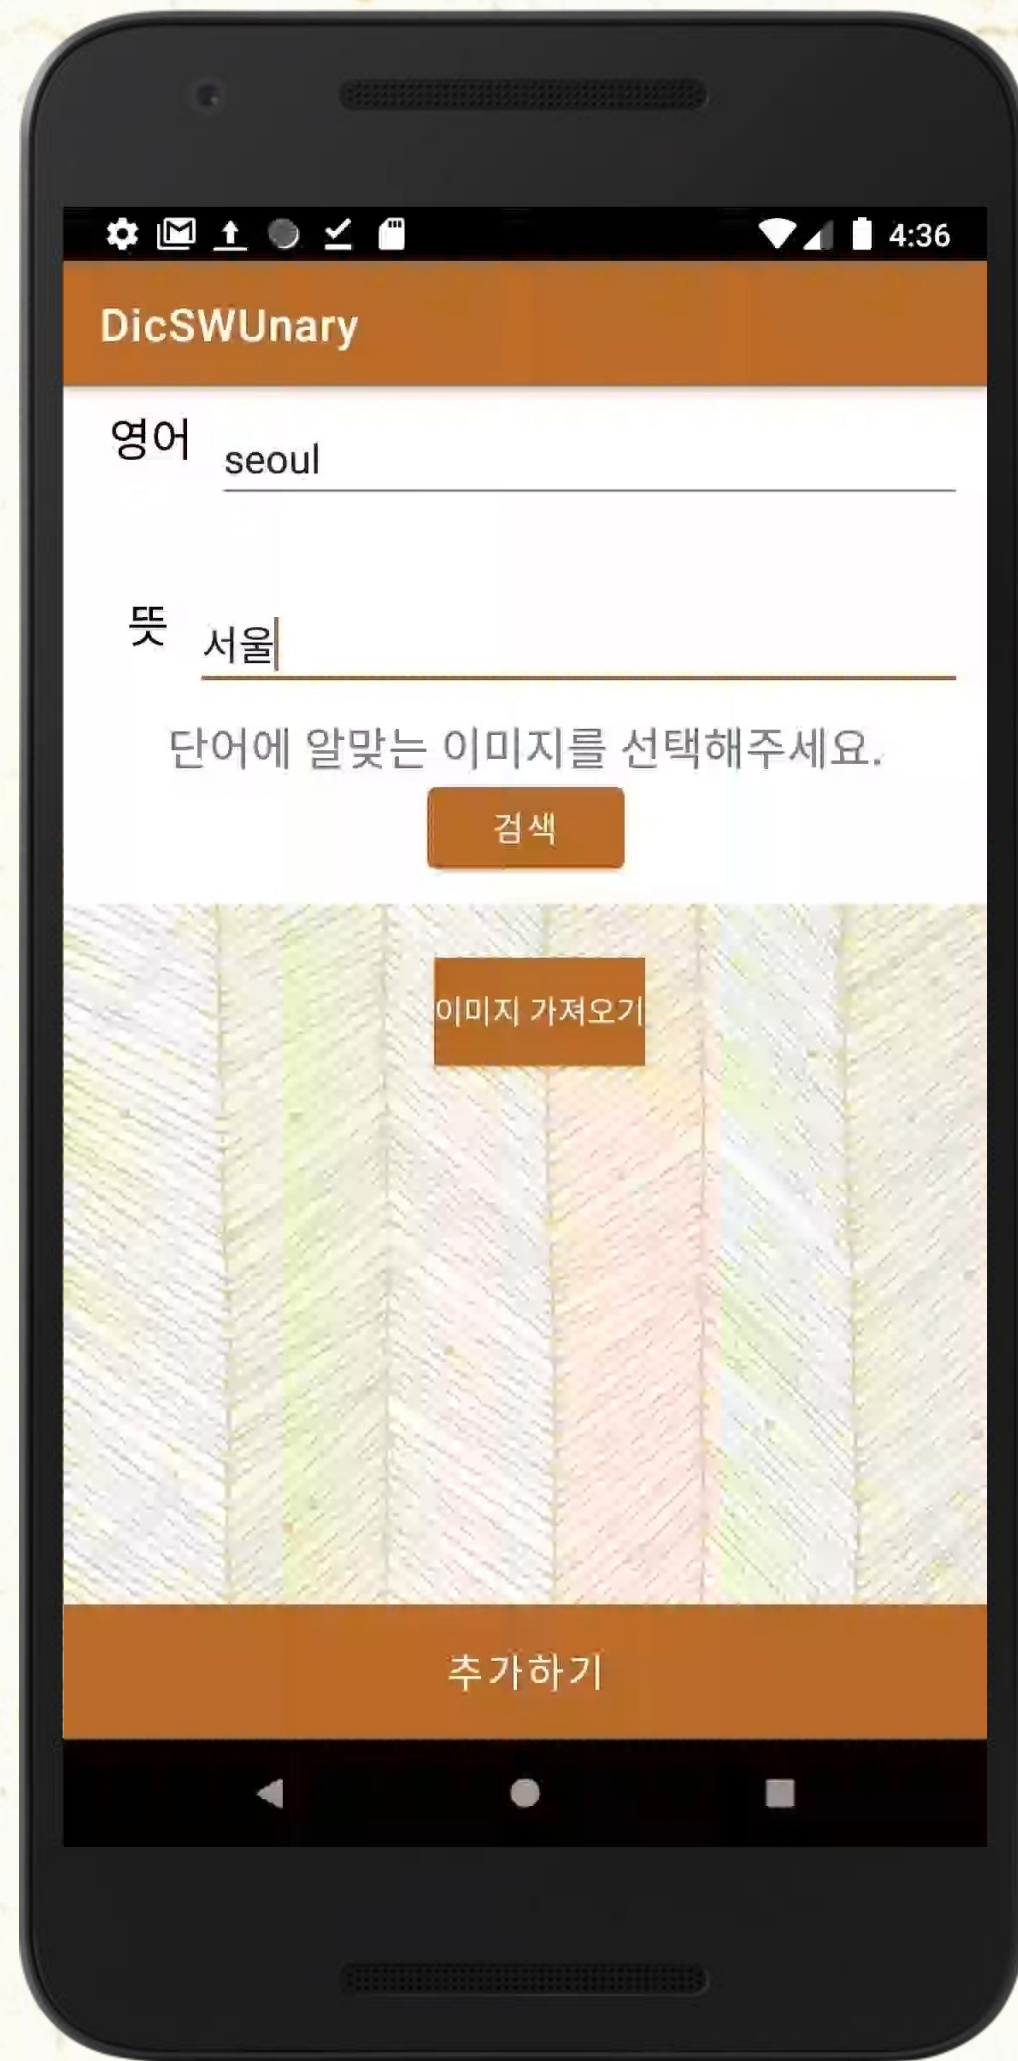 4:36
DicSWUnary
영어 seoul
뜻 서울
단어에 알맞는 이미지를 선택해주세요.
검색
이미지 가져오기
추가하기